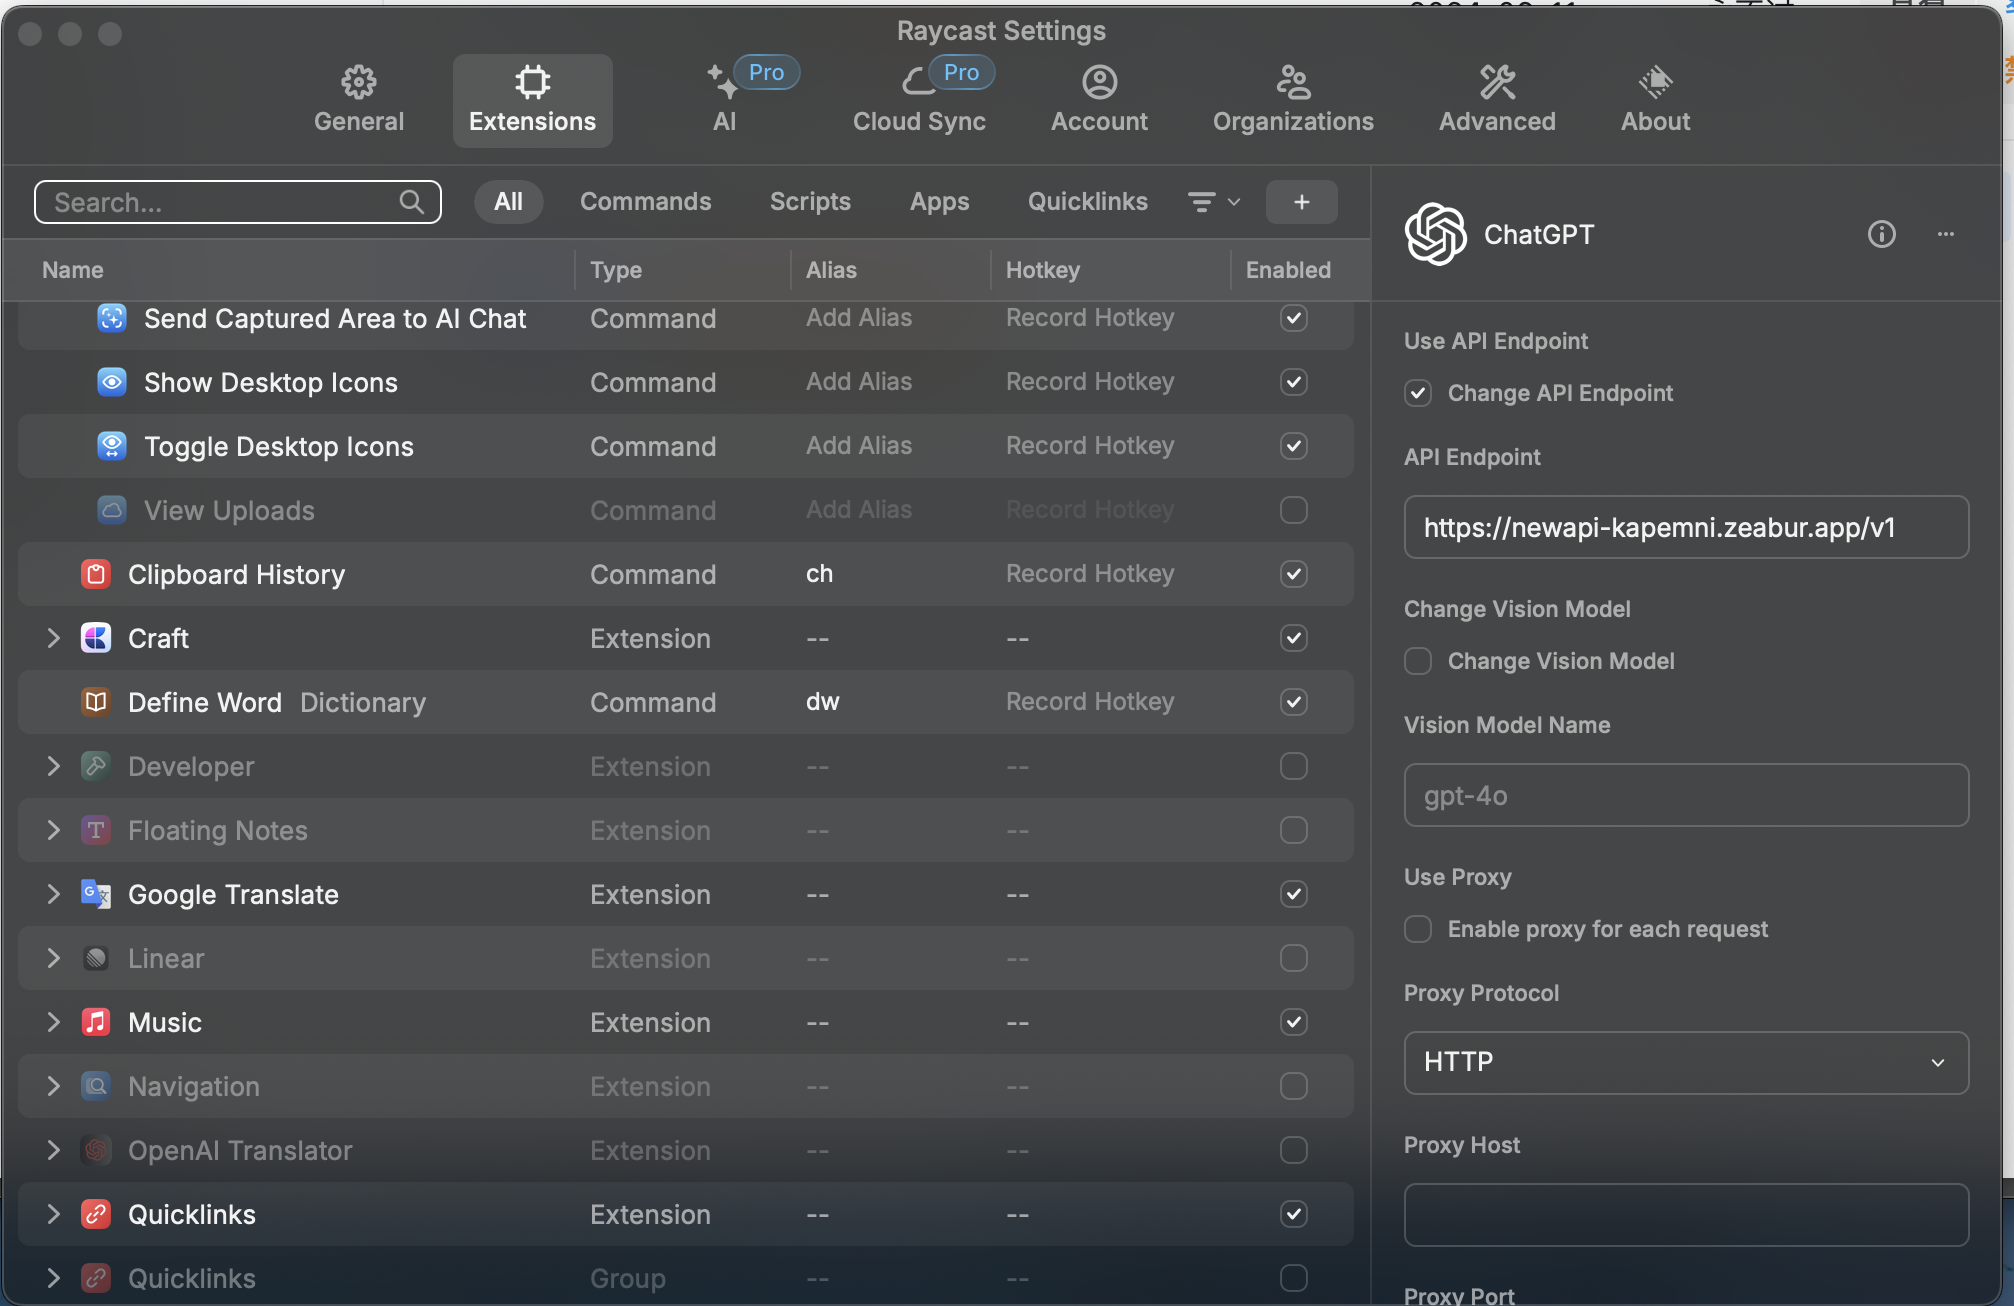 Raycast Settings
General
Extensions
AI
Pro
Cloud Sync
Pro
Account
Organizations
Advanced
About
Search...
All
Commands
Scripts
Apps
Quicklinks
+
Name Type Alias Hotkey Enabled
Send Captured Area to AI Chat Command Add Alias Record Hotkey
Show Desktop Icons Command Add Alias Record Hotkey
Toggle Desktop Icons Command Add Alias Record Hotkey
View Uploads Command Add Alias Record Hotkey
Clipboard History Command ch Record Hotkey
Craft Extension -- --
Define Word Dictionary Command dw Record Hotkey
Developer Extension -- --
Floating Notes Extension -- --
Google Translate Extension -- --
Linear Extension -- --
Music Extension -- --
Navigation Extension -- --
OpenAI Translator Extension -- --
Quicklinks Extension -- --
Quicklinks Group -- --
ChatGPT
Use API Endpoint
Change API Endpoint
API Endpoint
https://newapi-kapemni.zeabur.app/v1
Change Vision Model
Change Vision Model
Vision Model Name
gpt-4o
Use Proxy
Enable proxy for each request
Proxy Protocol
HTTP
Proxy Host
Proxy Port